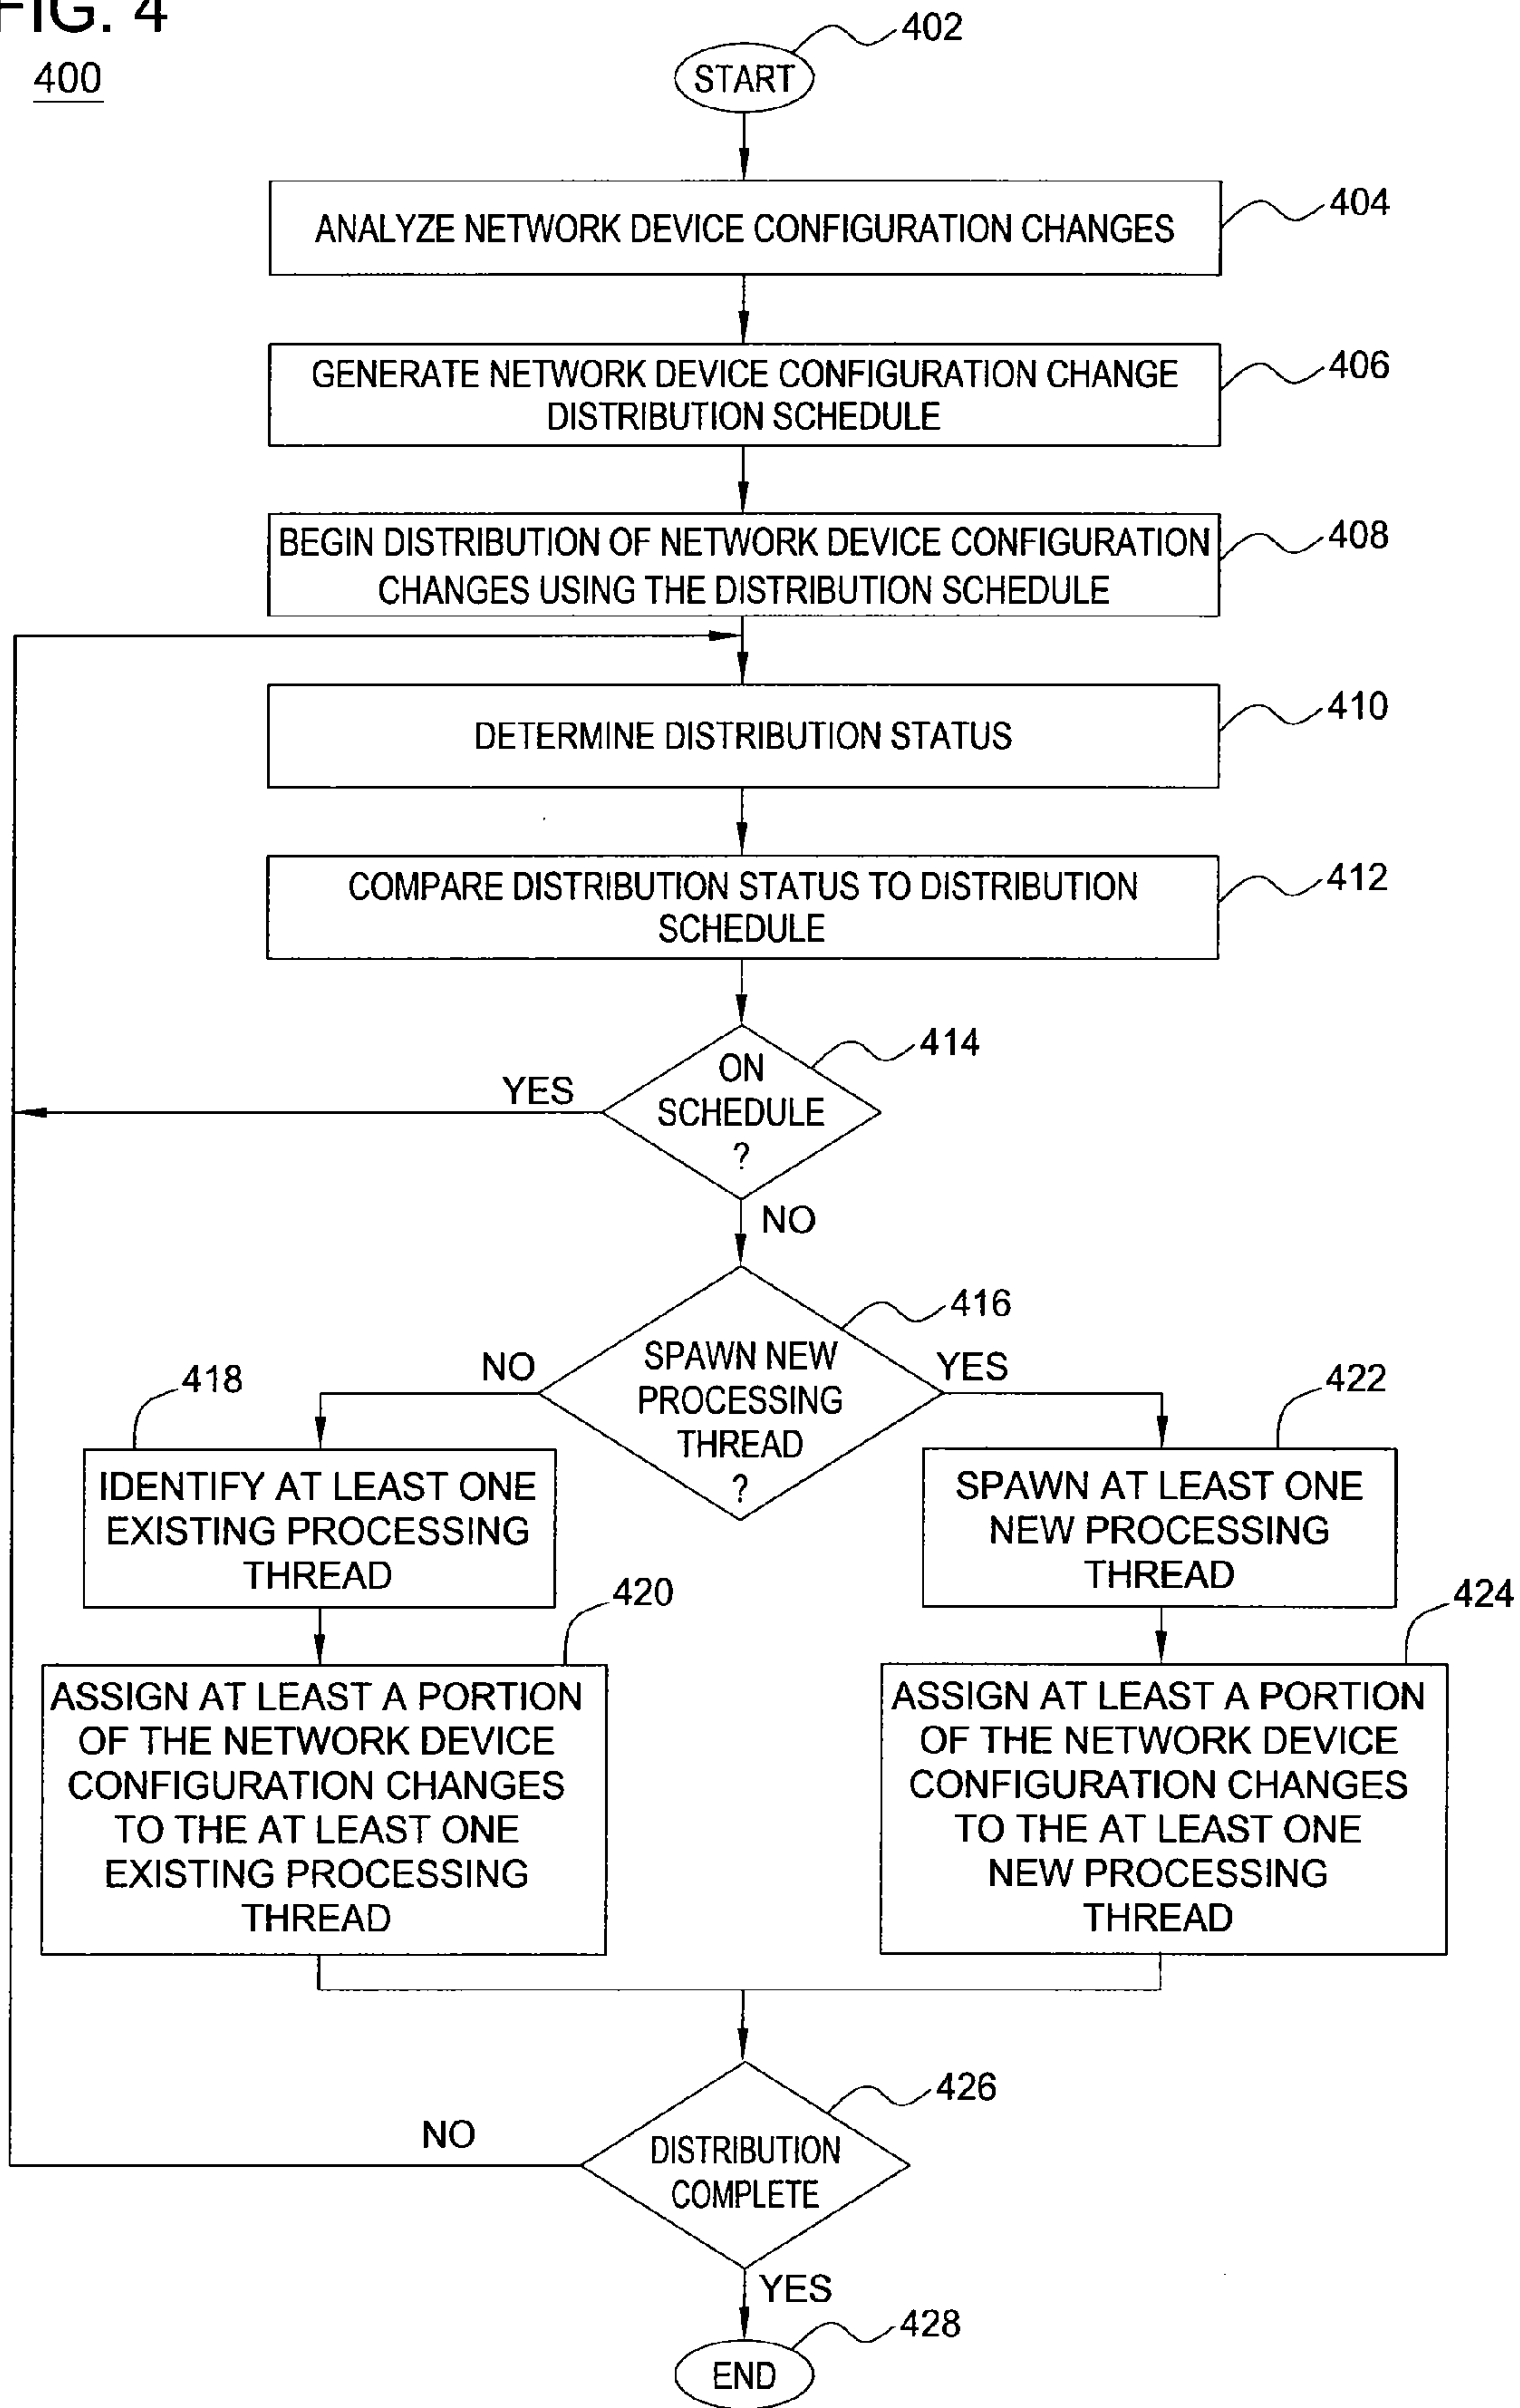 FIG. 4
400
402
START
404
ANALYZE NETWORK DEVICE CONFIGURATION CHANGES
406
GENERATE NETWORK DEVICE CONFIGURATION CHANGE
DISTRIBUTION SCHEDULE
408
BEGIN DISTRIBUTION OF NETWORK DEVICE CONFIGURATION
CHANGES USING THE DISTRIBUTION SCHEDULE
410
DETERMINE DISTRIBUTION STATUS
412
COMPARE DISTRIBUTION STATUS TO DISTRIBUTION
SCHEDULE
414
ON
SCHEDULE
?
YES
NO
416
SPAWN NEW
PROCESSING
THREAD
?
NO
YES
418
IDENTIFY AT LEAST ONE
EXISTING PROCESSING
THREAD
422
SPAWN AT LEAST ONE
NEW PROCESSING
THREAD
420
ASSIGN AT LEAST A PORTION
OF THE NETWORK DEVICE
CONFIGURATION CHANGES
TO THE AT LEAST ONE
EXISTING PROCESSING
THREAD
424
ASSIGN AT LEAST A PORTION
OF THE NETWORK DEVICE
CONFIGURATION CHANGES
TO THE AT LEAST ONE
NEW PROCESSING
THREAD
426
NO
DISTRIBUTION
COMPLETE
YES
428
END